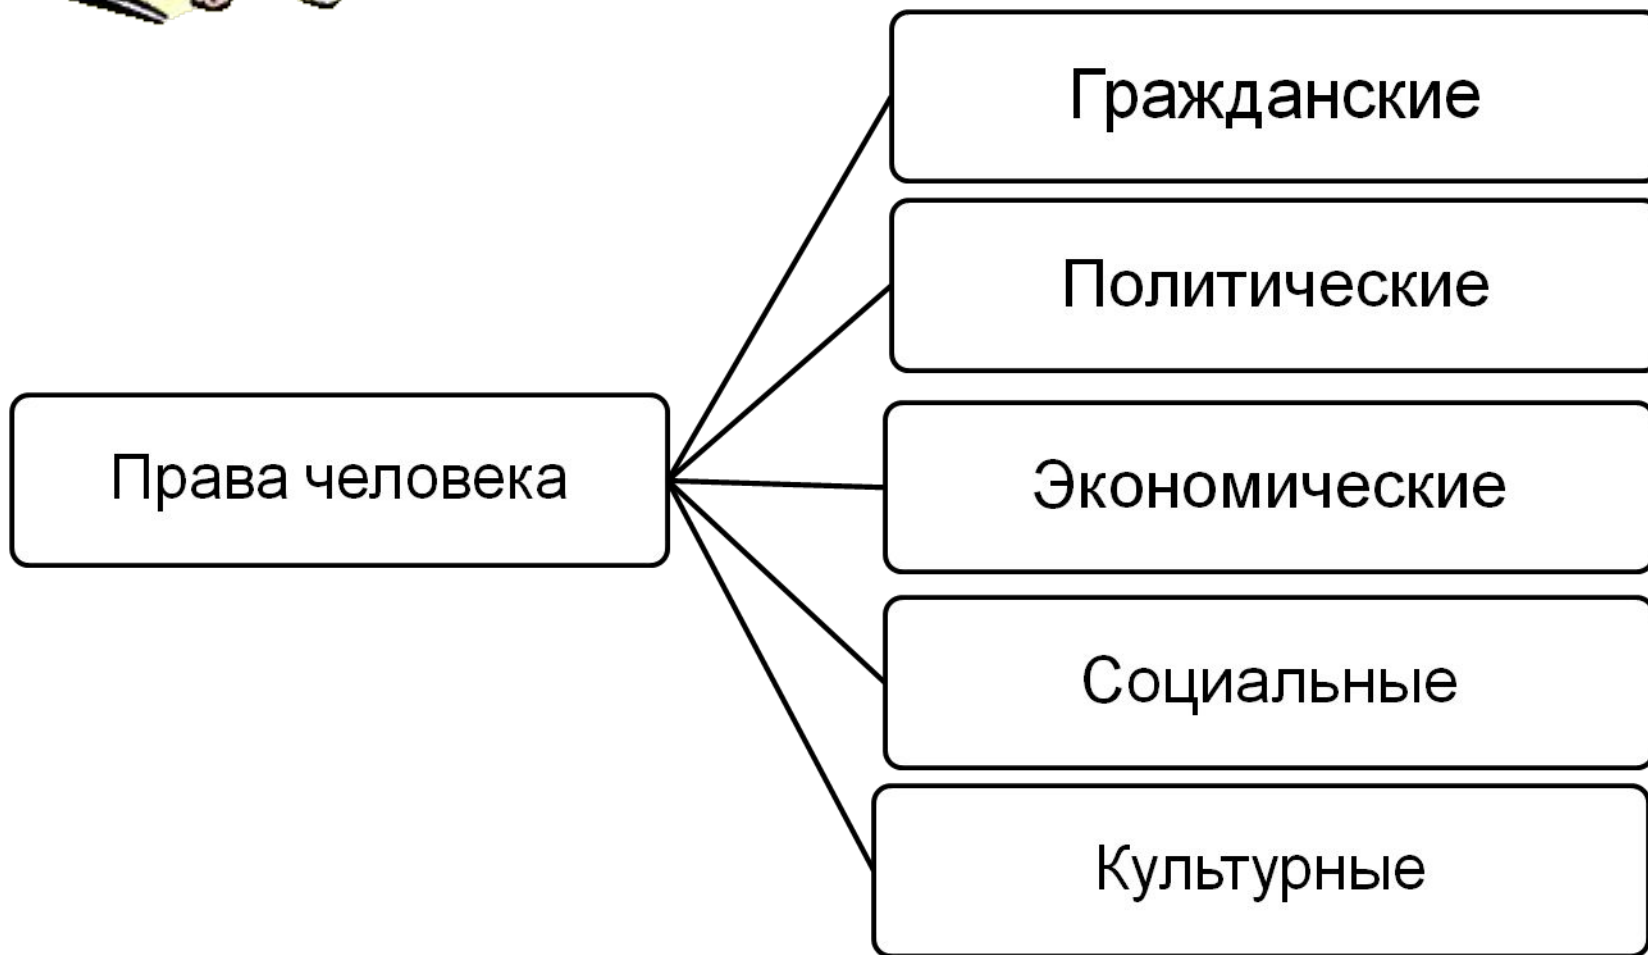 Гражданские
Политические
Права человека
Экономические
Социальные
Культурные